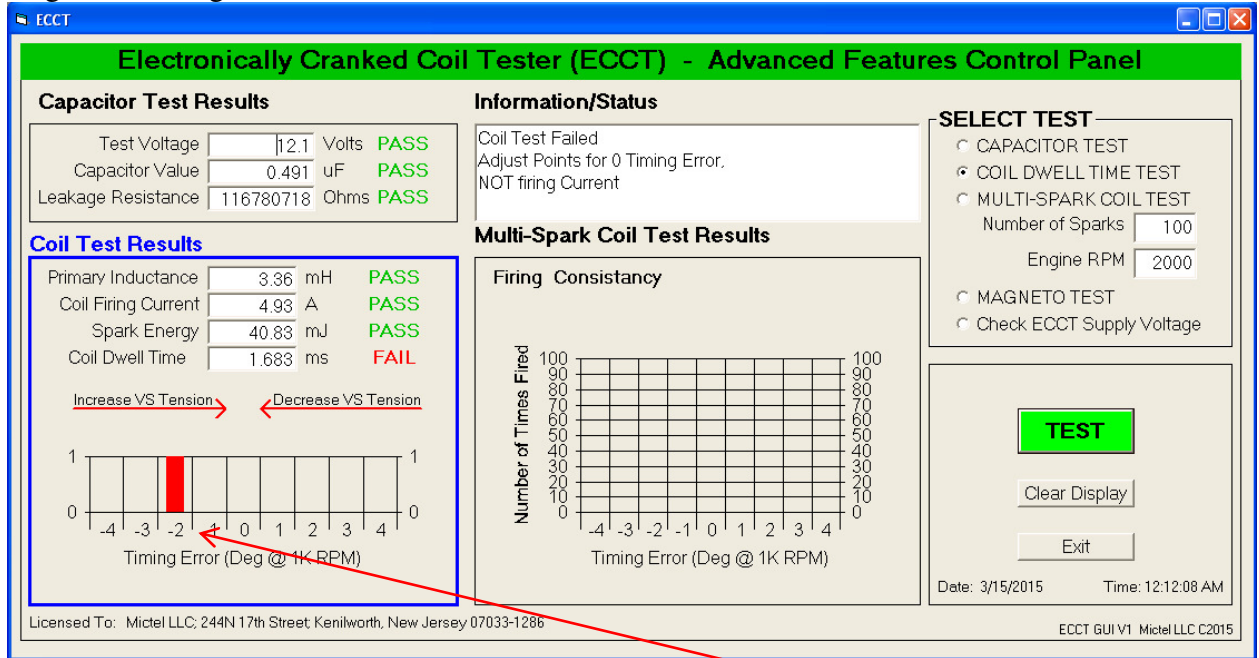 ECCT
Electronically Cranked Coil Tester (ECCT) - Advanced Features Control Panel
Capacitor Test Results
Test Voltage 12.1 Volts PASS
Capacitor Value 0.491 uF PASS
Leakage Resistance 116780718 Ohms PASS
Coil Test Results
Primary Inductance 3.36 mH PASS
Coil Firing Current 4.93 A PASS
Spark Energy 40.83 mJ PASS
Coil Dwell Time 1.683 ms FAIL
Increase VS Tension Decrease VS Tension
1 1
0 0
-4 -3 -2 -1 0 1 2 3 4
Timing Error (Deg @ 1K RPM)
Information/Status
Coil Test Failed
Adjust Points for 0 Timing Error,
NOT firing Current
Multi-Spark Coil Test Results
Firing Consistancy
Number of Times Fired
100 100
90 90
80 80
70 70
60 60
50 50
40 40
30 30
20 20
10 10
0 0
-4 -3 -2 -1 0 1 2 3 4
Timing Error (Deg @ 1K RPM)
SELECT TEST
CAPACITOR TEST
COIL DWELL TIME TEST
MULTI-SPARK COIL TEST
Number of Sparks 100
Engine RPM 2000
MAGNETO TEST
Check ECCT Supply Voltage
TEST
Clear Display
Exit
Date: 3/15/2015 Time: 12:12:08 AM
Licensed To: Mictel LLC; 244N 17th Street; Kenilworth, New Jersey 07033-1286
ECCT GUI V1 Mictel LLC C2015